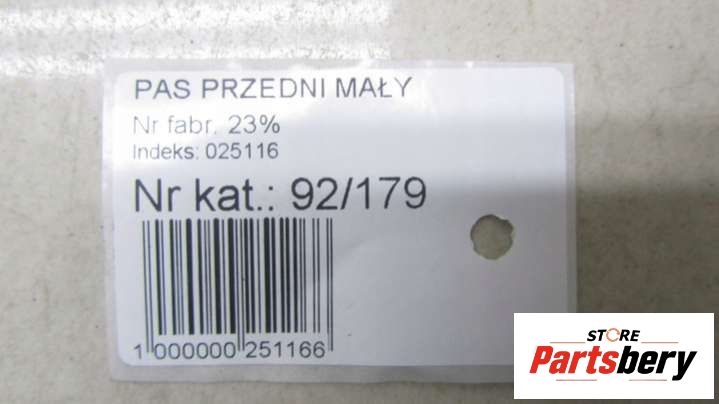 PAS PRZEDNI MAŁY
Nr fabr. 23%
Indeks: 025116
Nr kat.: 92/179
1 000000 251166
STORE
Partsbery